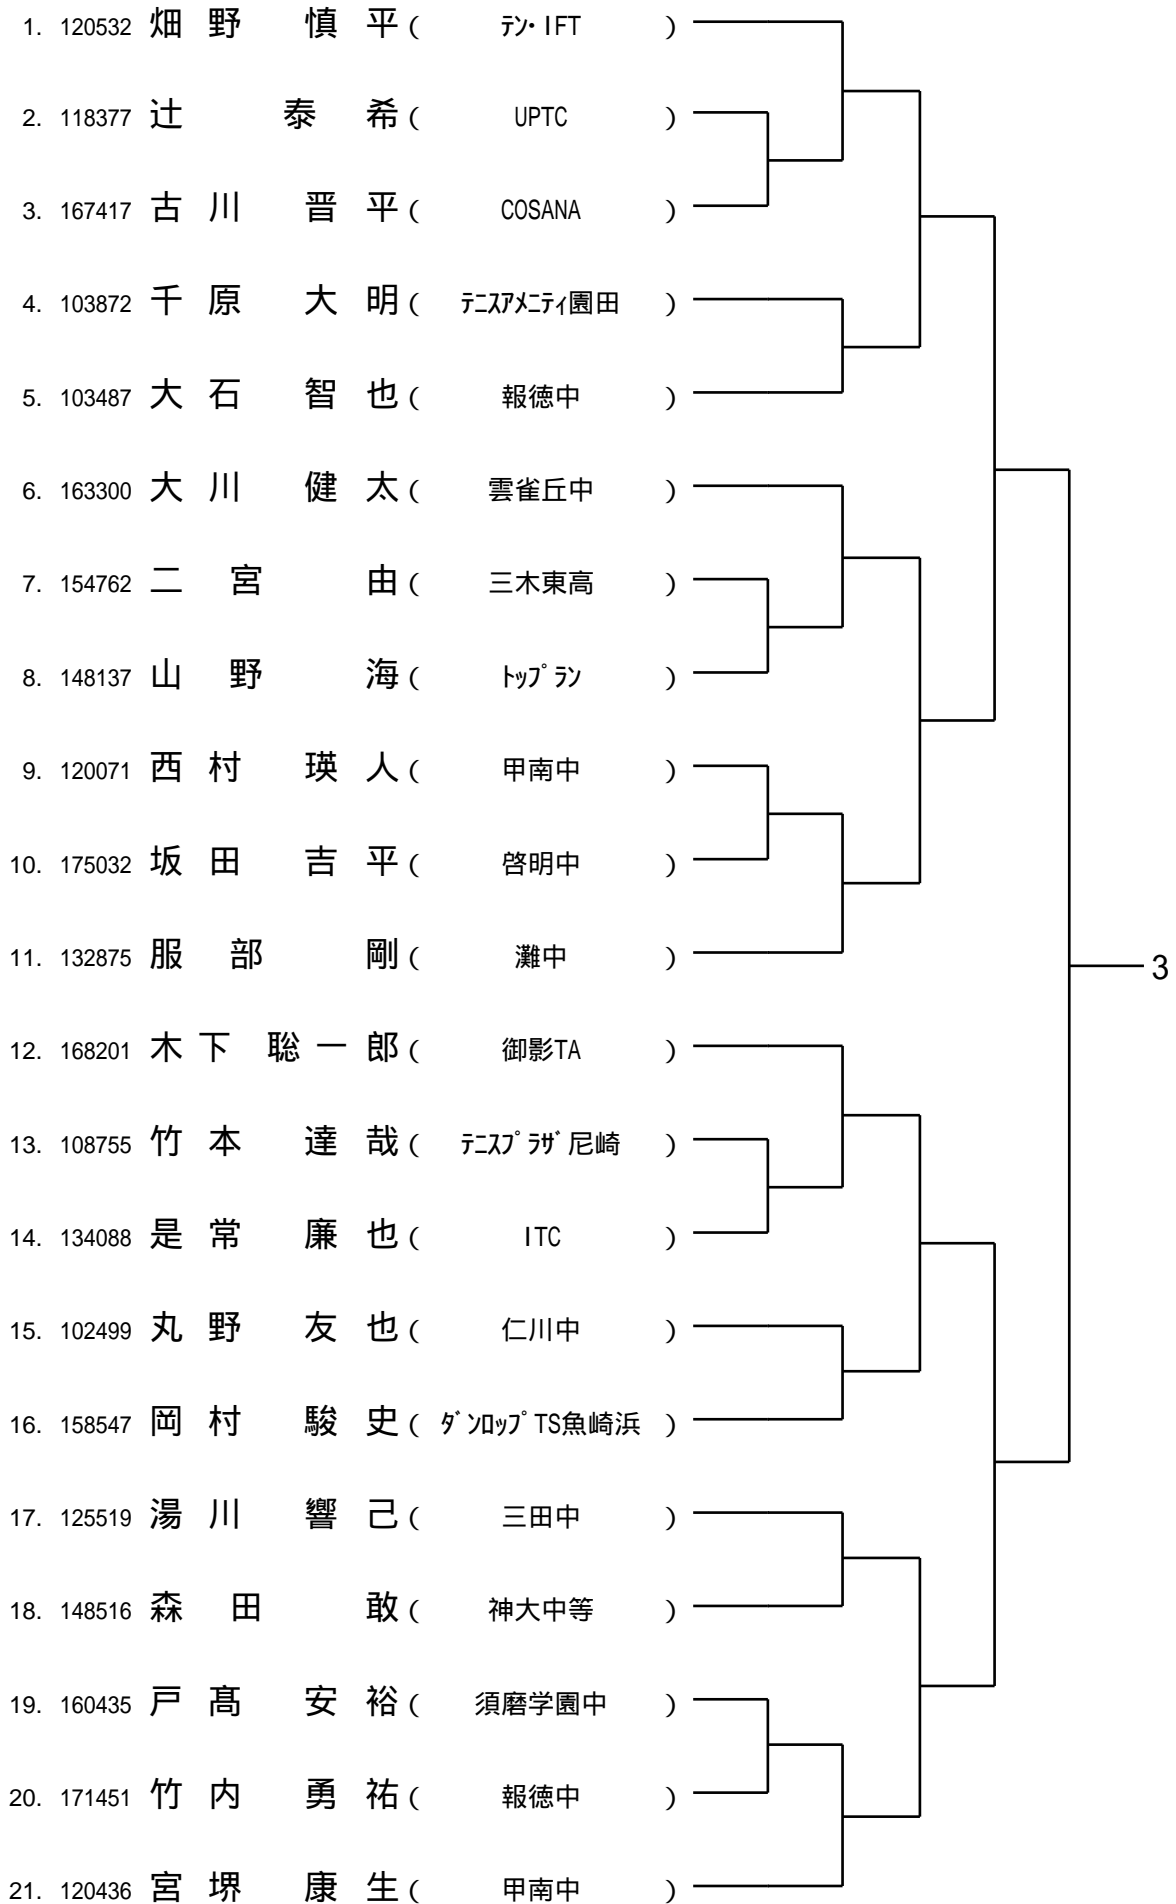 1. 120532 畑野 慎平 ( テン・IFT )
2. 118377 辻 泰希 ( UPTC )
3. 167417 古川 晋平 ( COSANA )
4. 103872 千原 大明 ( テニスアメニティ園田 )
5. 103487 大石 智也 ( 報徳中 )
6. 163300 大川 健太 ( 雲雀丘中 )
7. 154762 二宮 由 ( 三木東高 )
8. 148137 山野 海 ( トップラン )
9. 120071 西村 瑛人 ( 甲南中 )
10. 175032 坂田 吉平 ( 啓明中 )
11. 132875 服部 剛 ( 灘中 )
3
12. 168201 木下 聡一郎 ( 御影TA )
13. 108755 竹本 達哉 ( テニスプラザ尼崎 )
14. 134088 是常 廉也 ( ITC )
15. 102499 丸野 友也 ( 仁川中 )
16. 158547 岡村 駿史 ( ダンロップTS魚崎浜 )
17. 125519 湯川 響己 ( 三田中 )
18. 148516 森田 敢 ( 神大中等 )
19. 160435 戸髙 安裕 ( 須磨学園中 )
20. 171451 竹内 勇祐 ( 報徳中 )
21. 120436 宮堺 康生 ( 甲南中 )